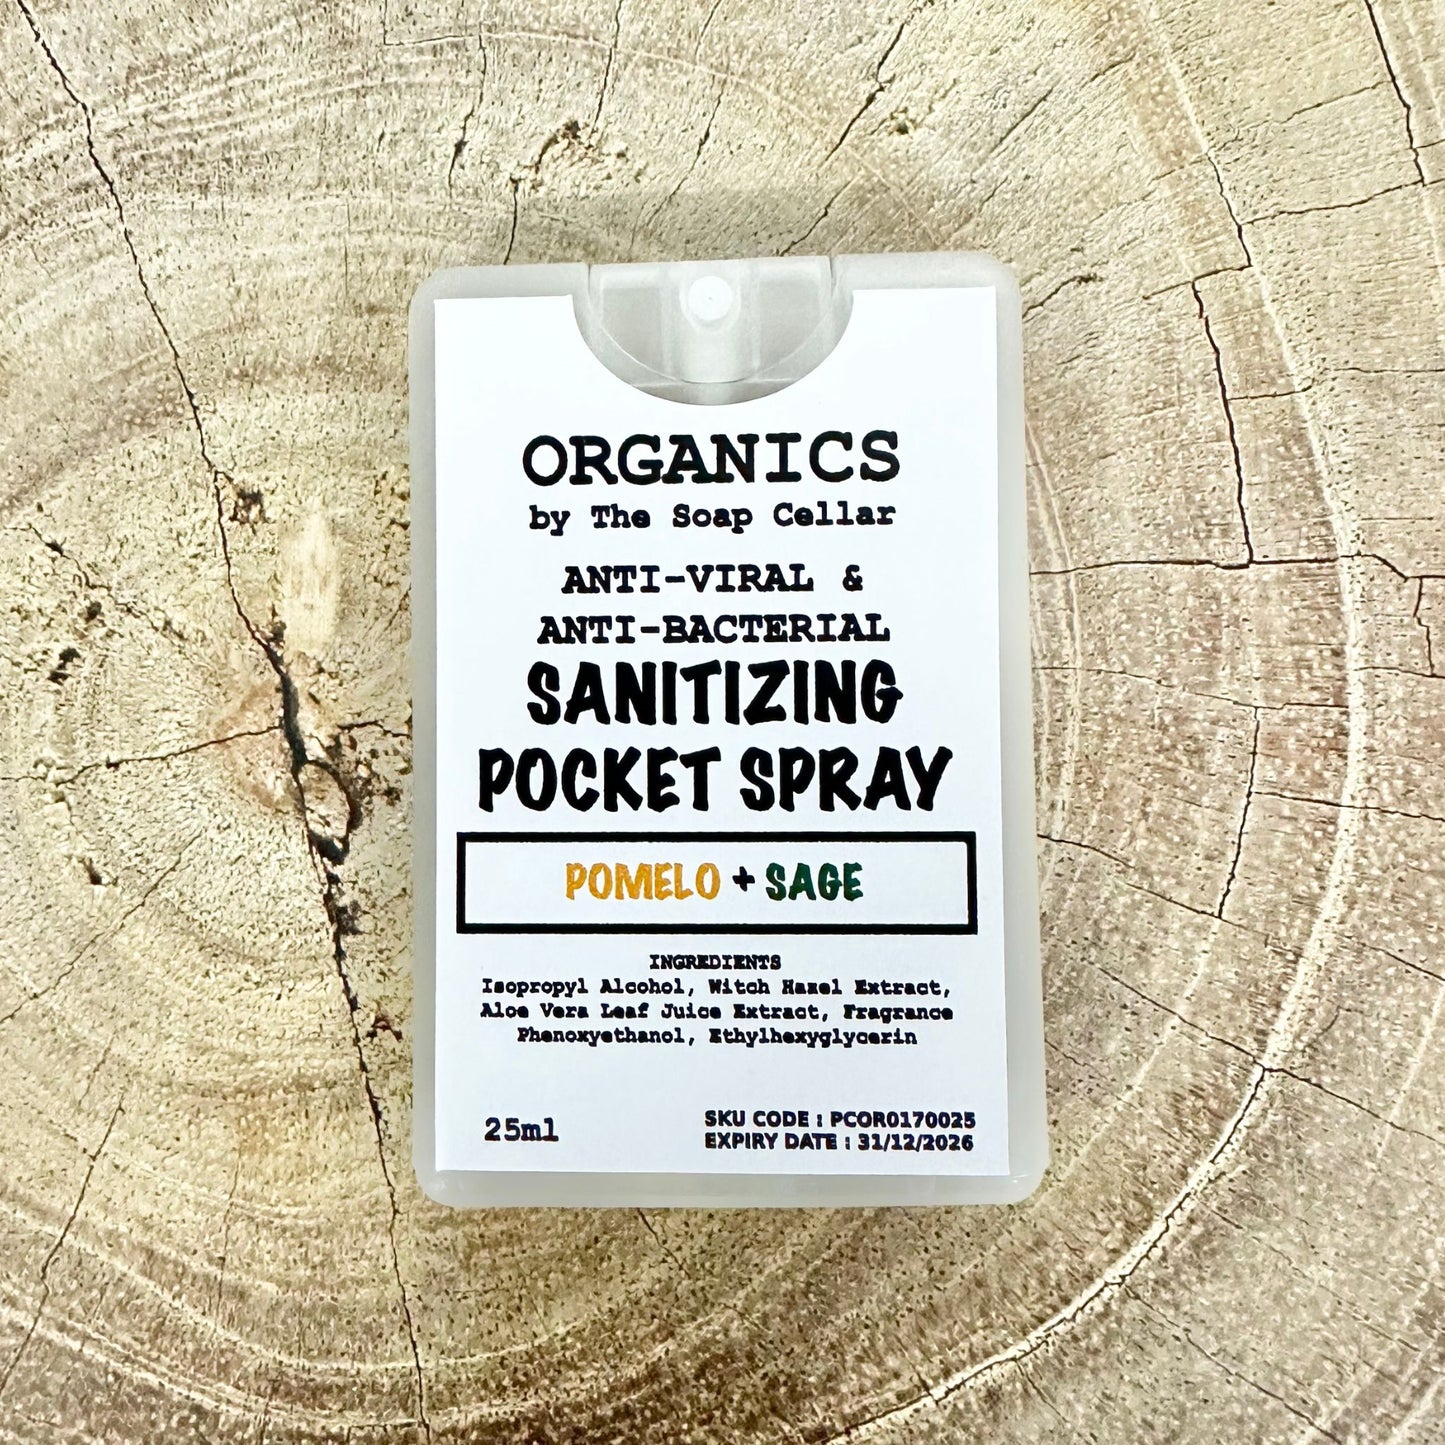 ORGANICS
by The Soap Cellar
ANTI-VIRAL &
ANTI-BACTERIAL
SANITIZING
POCKET SPRAY
POMELO + SAGE
INGREDIENTS
Isopropyl Alcohol, Witch Hazel Extract,
Aloe Vera Leaf Juice Extract, Fragrance
Phenoxyethanol, Ethylhexyglycerin
25ml
SKU CODE : PCOR0170025
EXPIRY DATE : 31/12/2026